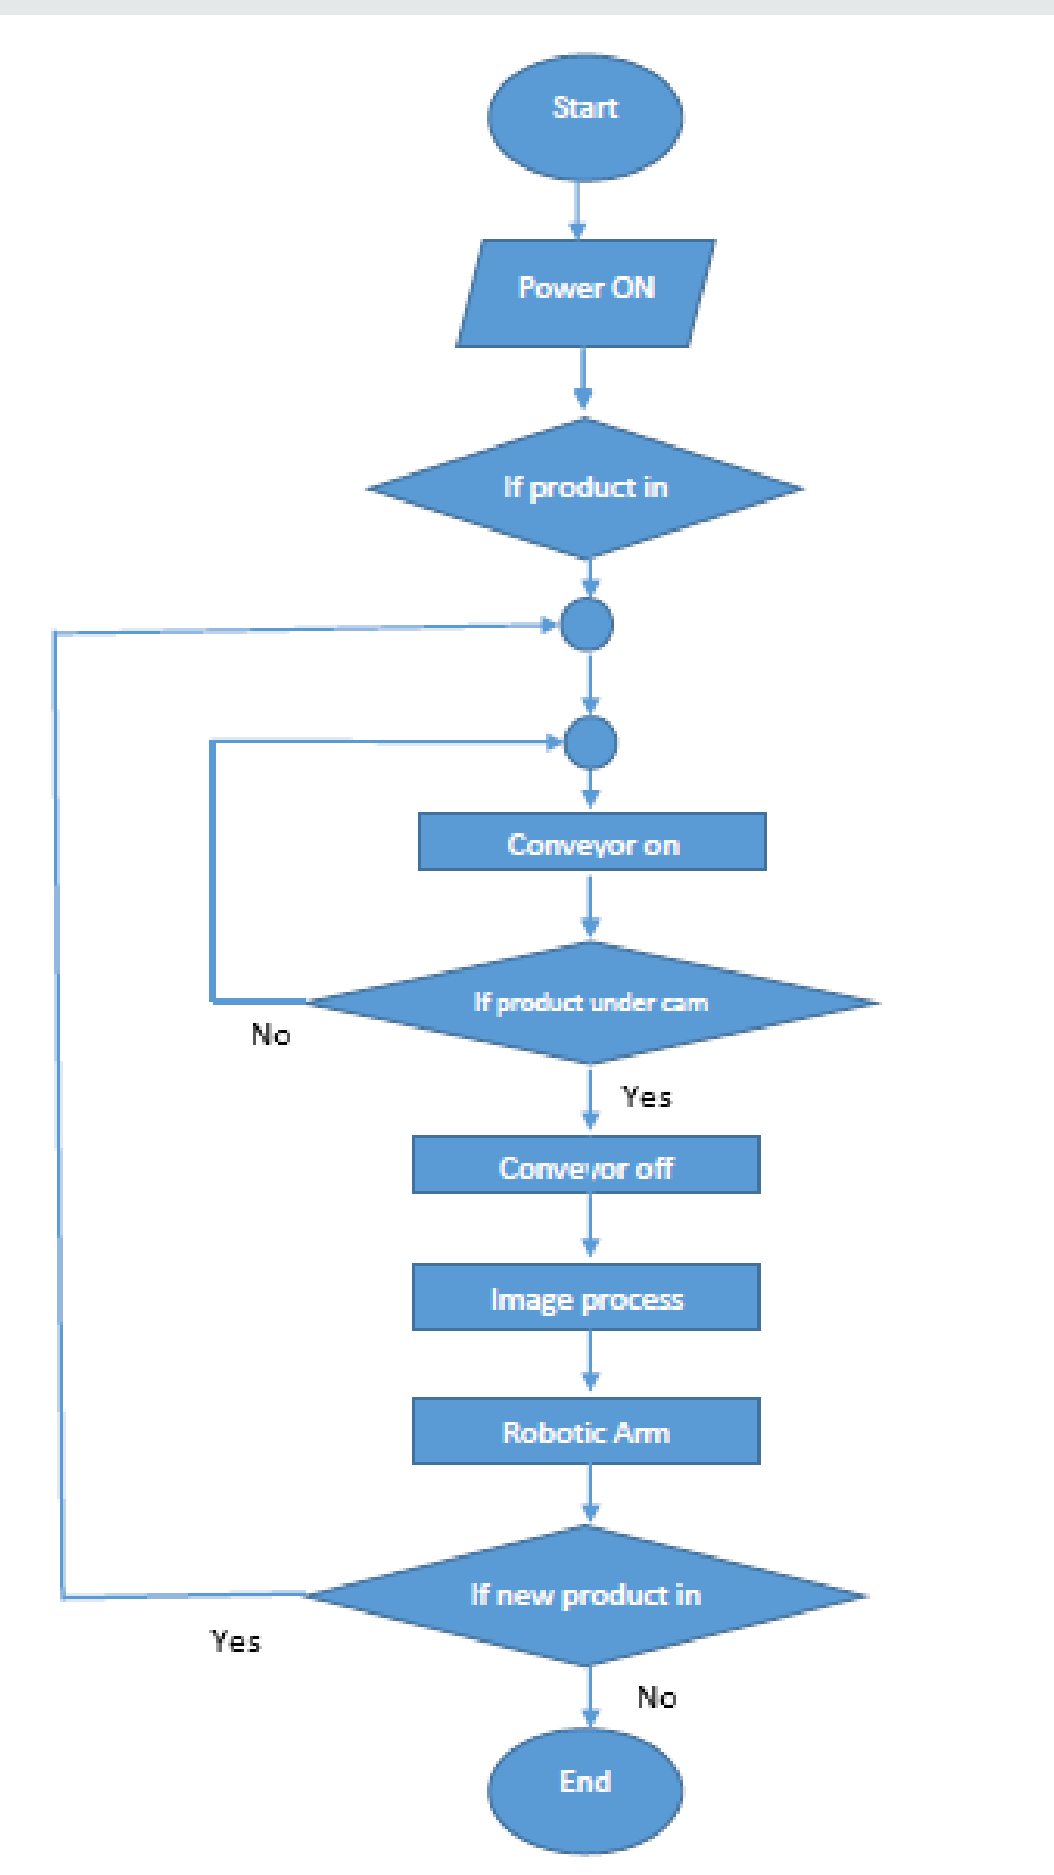 Start
Power ON
If product in
Conveyor on
If product under cam
No
Yes
Conveyor off
Image process
Robotic Arm
If new product in
Yes
No
End